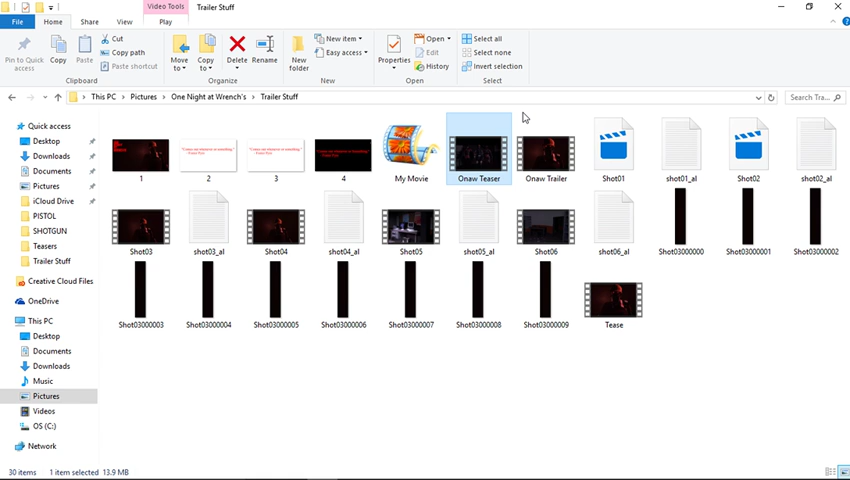 Video Tools
Trailer Stuff
File
Home
Share
View
Play
Pin to Quick access
Copy
Paste
Cut
Copy path
Paste shortcut
Clipboard
Move to
Copy to
Delete
Rename
Organize
New folder
New item
Easy access
New
Properties
Open
Edit
History
Open
Select all
Select none
Invert selection
Select
This PC > Pictures > One Night at Wrench's > Trailer Stuff
Search Trai...
Quick access
Desktop
Downloads
Documents
Pictures
iCloud Drive
PISTOL
SHOTGUN
Teasers
Trailer Stuff
Creative Cloud Files
OneDrive
This PC
Desktop
Documents
Downloads
Music
Pictures
Videos
OS (C:)
Network
1
2
3
4
My Movie
Onaw Teaser
Onaw Trailer
Shot01
shot01_al
Shot02
shot02_al
Shot03
shot03_al
Shot04
shot04_al
Shot05
shot05_al
Shot06
shot06_al
Shot03000000
Shot03000001
Shot03000002
Shot03000003
Shot03000004
Shot03000005
Shot03000006
Shot03000007
Shot03000008
Shot03000009
Tease
30 items
1 item selected 13.9 MB